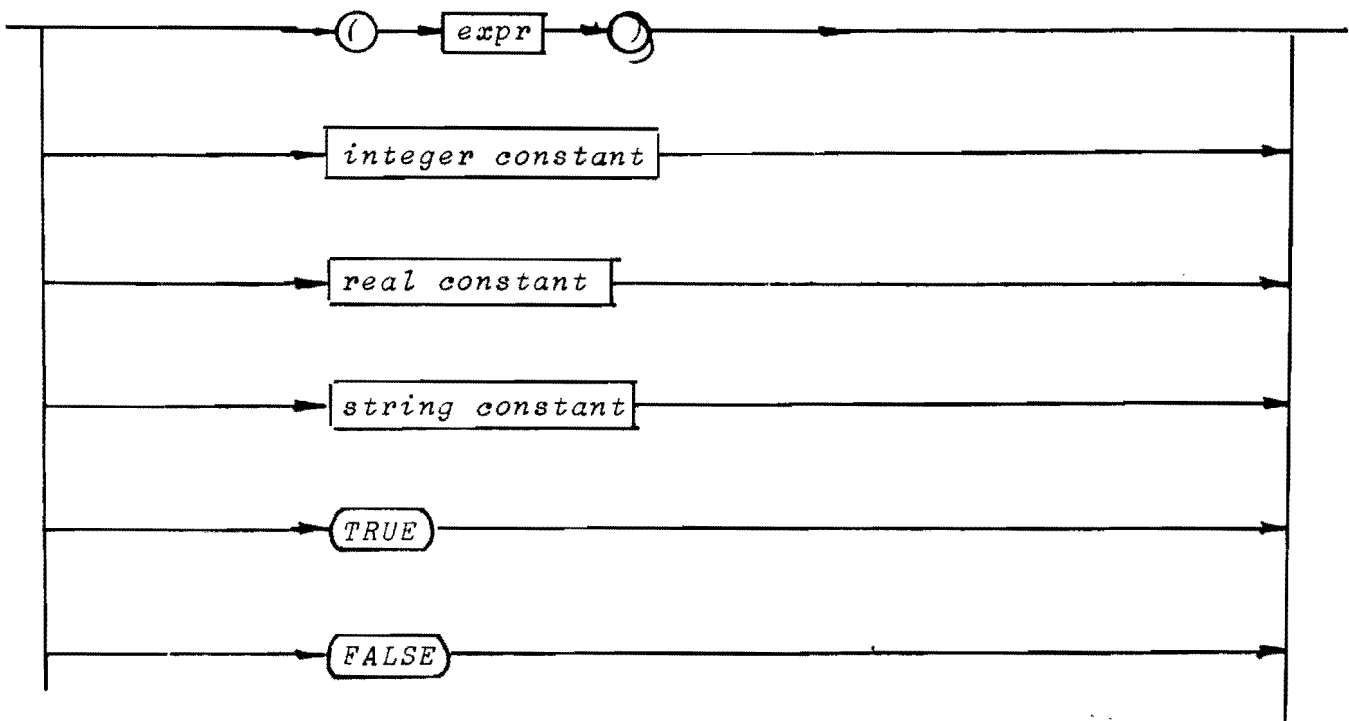 ( expr )
integer constant
real constant
string constant
TRUE
FALSE